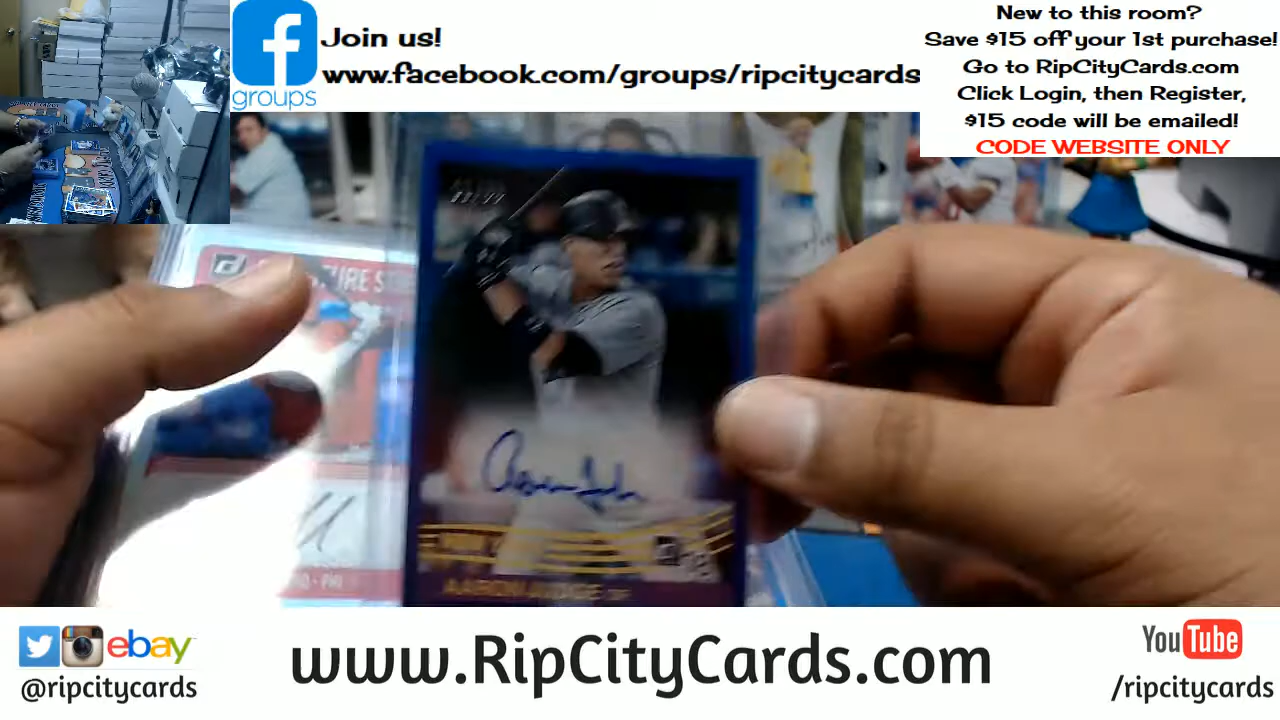 Join us!
www.facebook.com/groups/ripcitycards
groups
New to this room?
Save $15 off your 1st purchase!
Go to RipCityCards.com
Click Login, then Register,
$15 code will be emailed!
CODE WEBSITE ONLY
AARON JUDGE OF
ebay
@ripcitycards
www.RipCityCards.com
YouTube
/ripcitycards